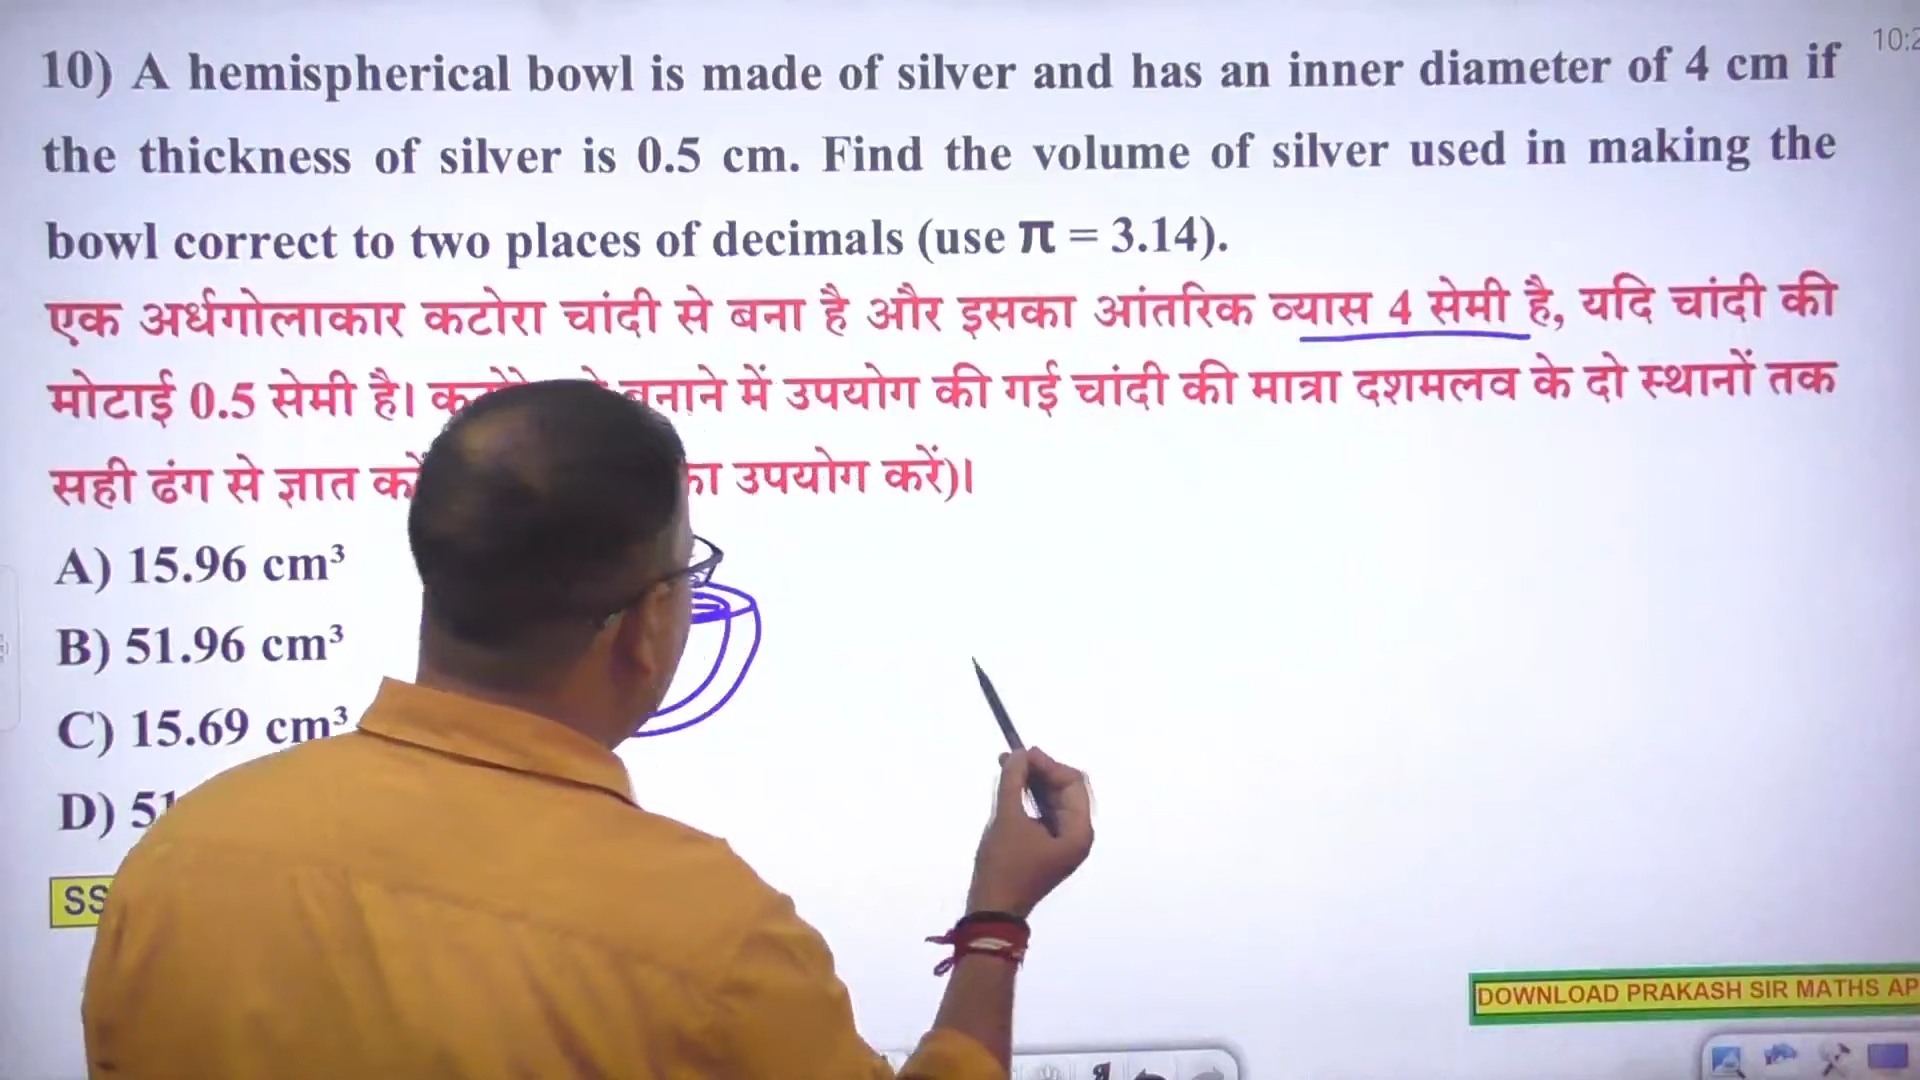 10:2
10) A hemispherical bowl is made of silver and has an inner diameter of 4 cm if
the thickness of silver is 0.5 cm. Find the volume of silver used in making the
bowl correct to two places of decimals (use π = 3.14).
एक अर्धगोलाकार कटोरा चांदी से बना है और इसका आंतरिक व्यास 4 सेमी है, यदि चांदी की
मोटाई 0.5 सेमी है। बनाने में उपयोग की गई चांदी की मात्रा दशमलव के दो स्थानों तक
सही ढंग से ज्ञात का उपयोग करें)।
A) 15.96 cm³
B) 51.96 cm³
C) 15.69 cm³
D) 51
SS
DOWNLOAD PRAKASH SIR MATHS AP